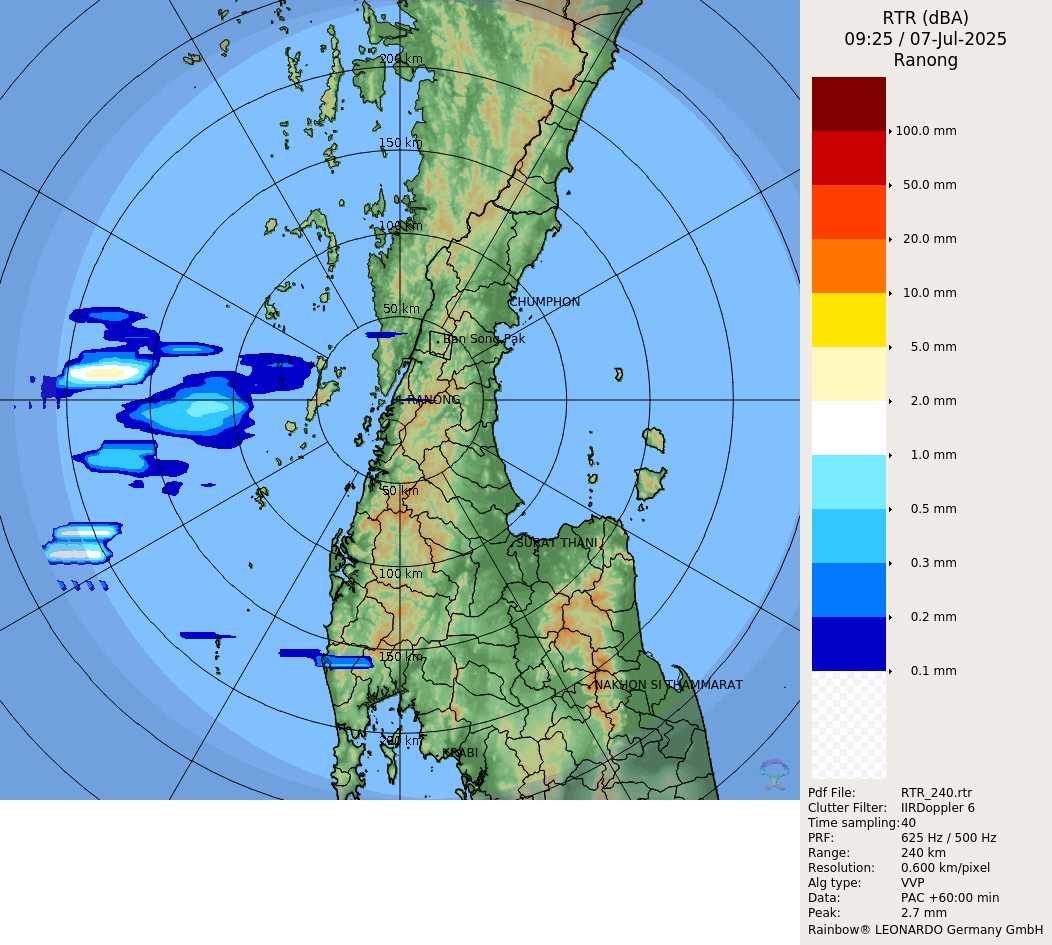 RTR (dBA)
09:25 / 07-Jul-2025
Ranong
200 km
150 km
100 km
50 km
CHUMPHON
Ban Song Pak
RANONG
50 km
SURAT THANI
100 km
150 km
NAKHON SI THAMMARAT
200 km
KRABI
100.0 mm
50.0 mm
20.0 mm
10.0 mm
5.0 mm
2.0 mm
1.0 mm
0.5 mm
0.3 mm
0.2 mm
0.1 mm
Pdf File: RTR_240.rtr
Clutter Filter: IIRDoppler 6
Time sampling: 40
PRF: 625 Hz / 500 Hz
Range: 240 km
Resolution: 0.600 km/pixel
Alg type: VVP
Data: PAC +60:00 min
Peak: 2.7 mm
Rainbow® LEONARDO Germany GmbH